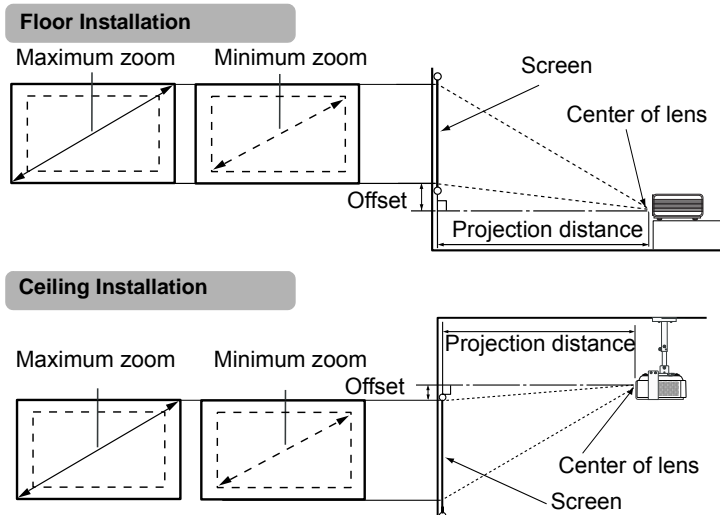 Floor Installation
Maximum zoom
Minimum zoom
Screen
Center of lens
Offset
Projection distance
Ceiling Installation
Projection distance
Maximum zoom
Minimum zoom
Offset
Center of lens
Screen